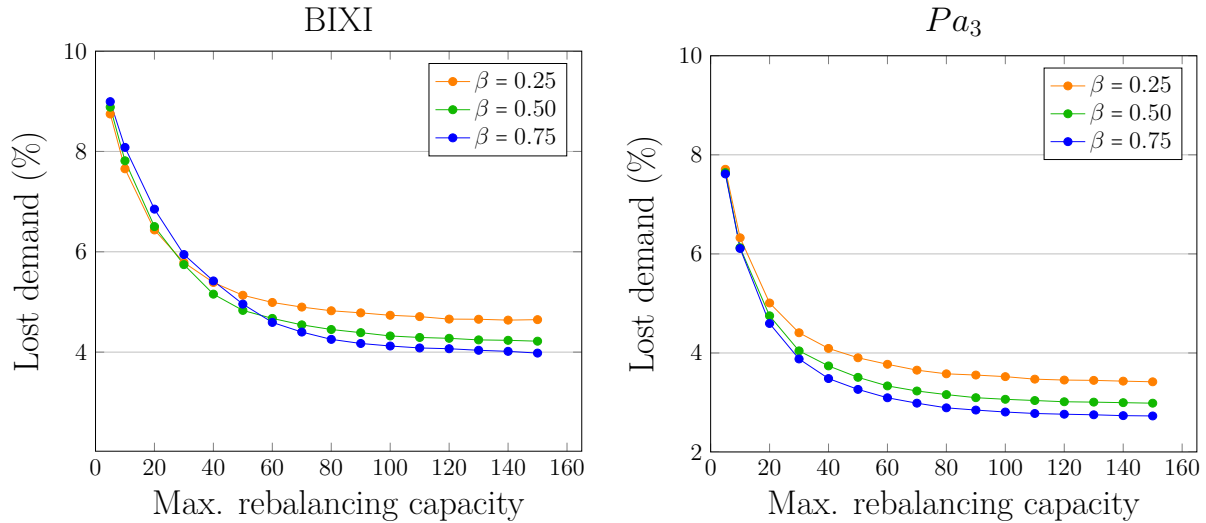 BIXI
10
8
6
4
Lost demand (%)
β = 0.25
β = 0.50
β = 0.75
0 20 40 60 80 100 120 140 160
Max. rebalancing capacity
Pa₃
10
8
6
4
2
Lost demand (%)
β = 0.25
β = 0.50
β = 0.75
0 20 40 60 80 100 120 140 160
Max. rebalancing capacity